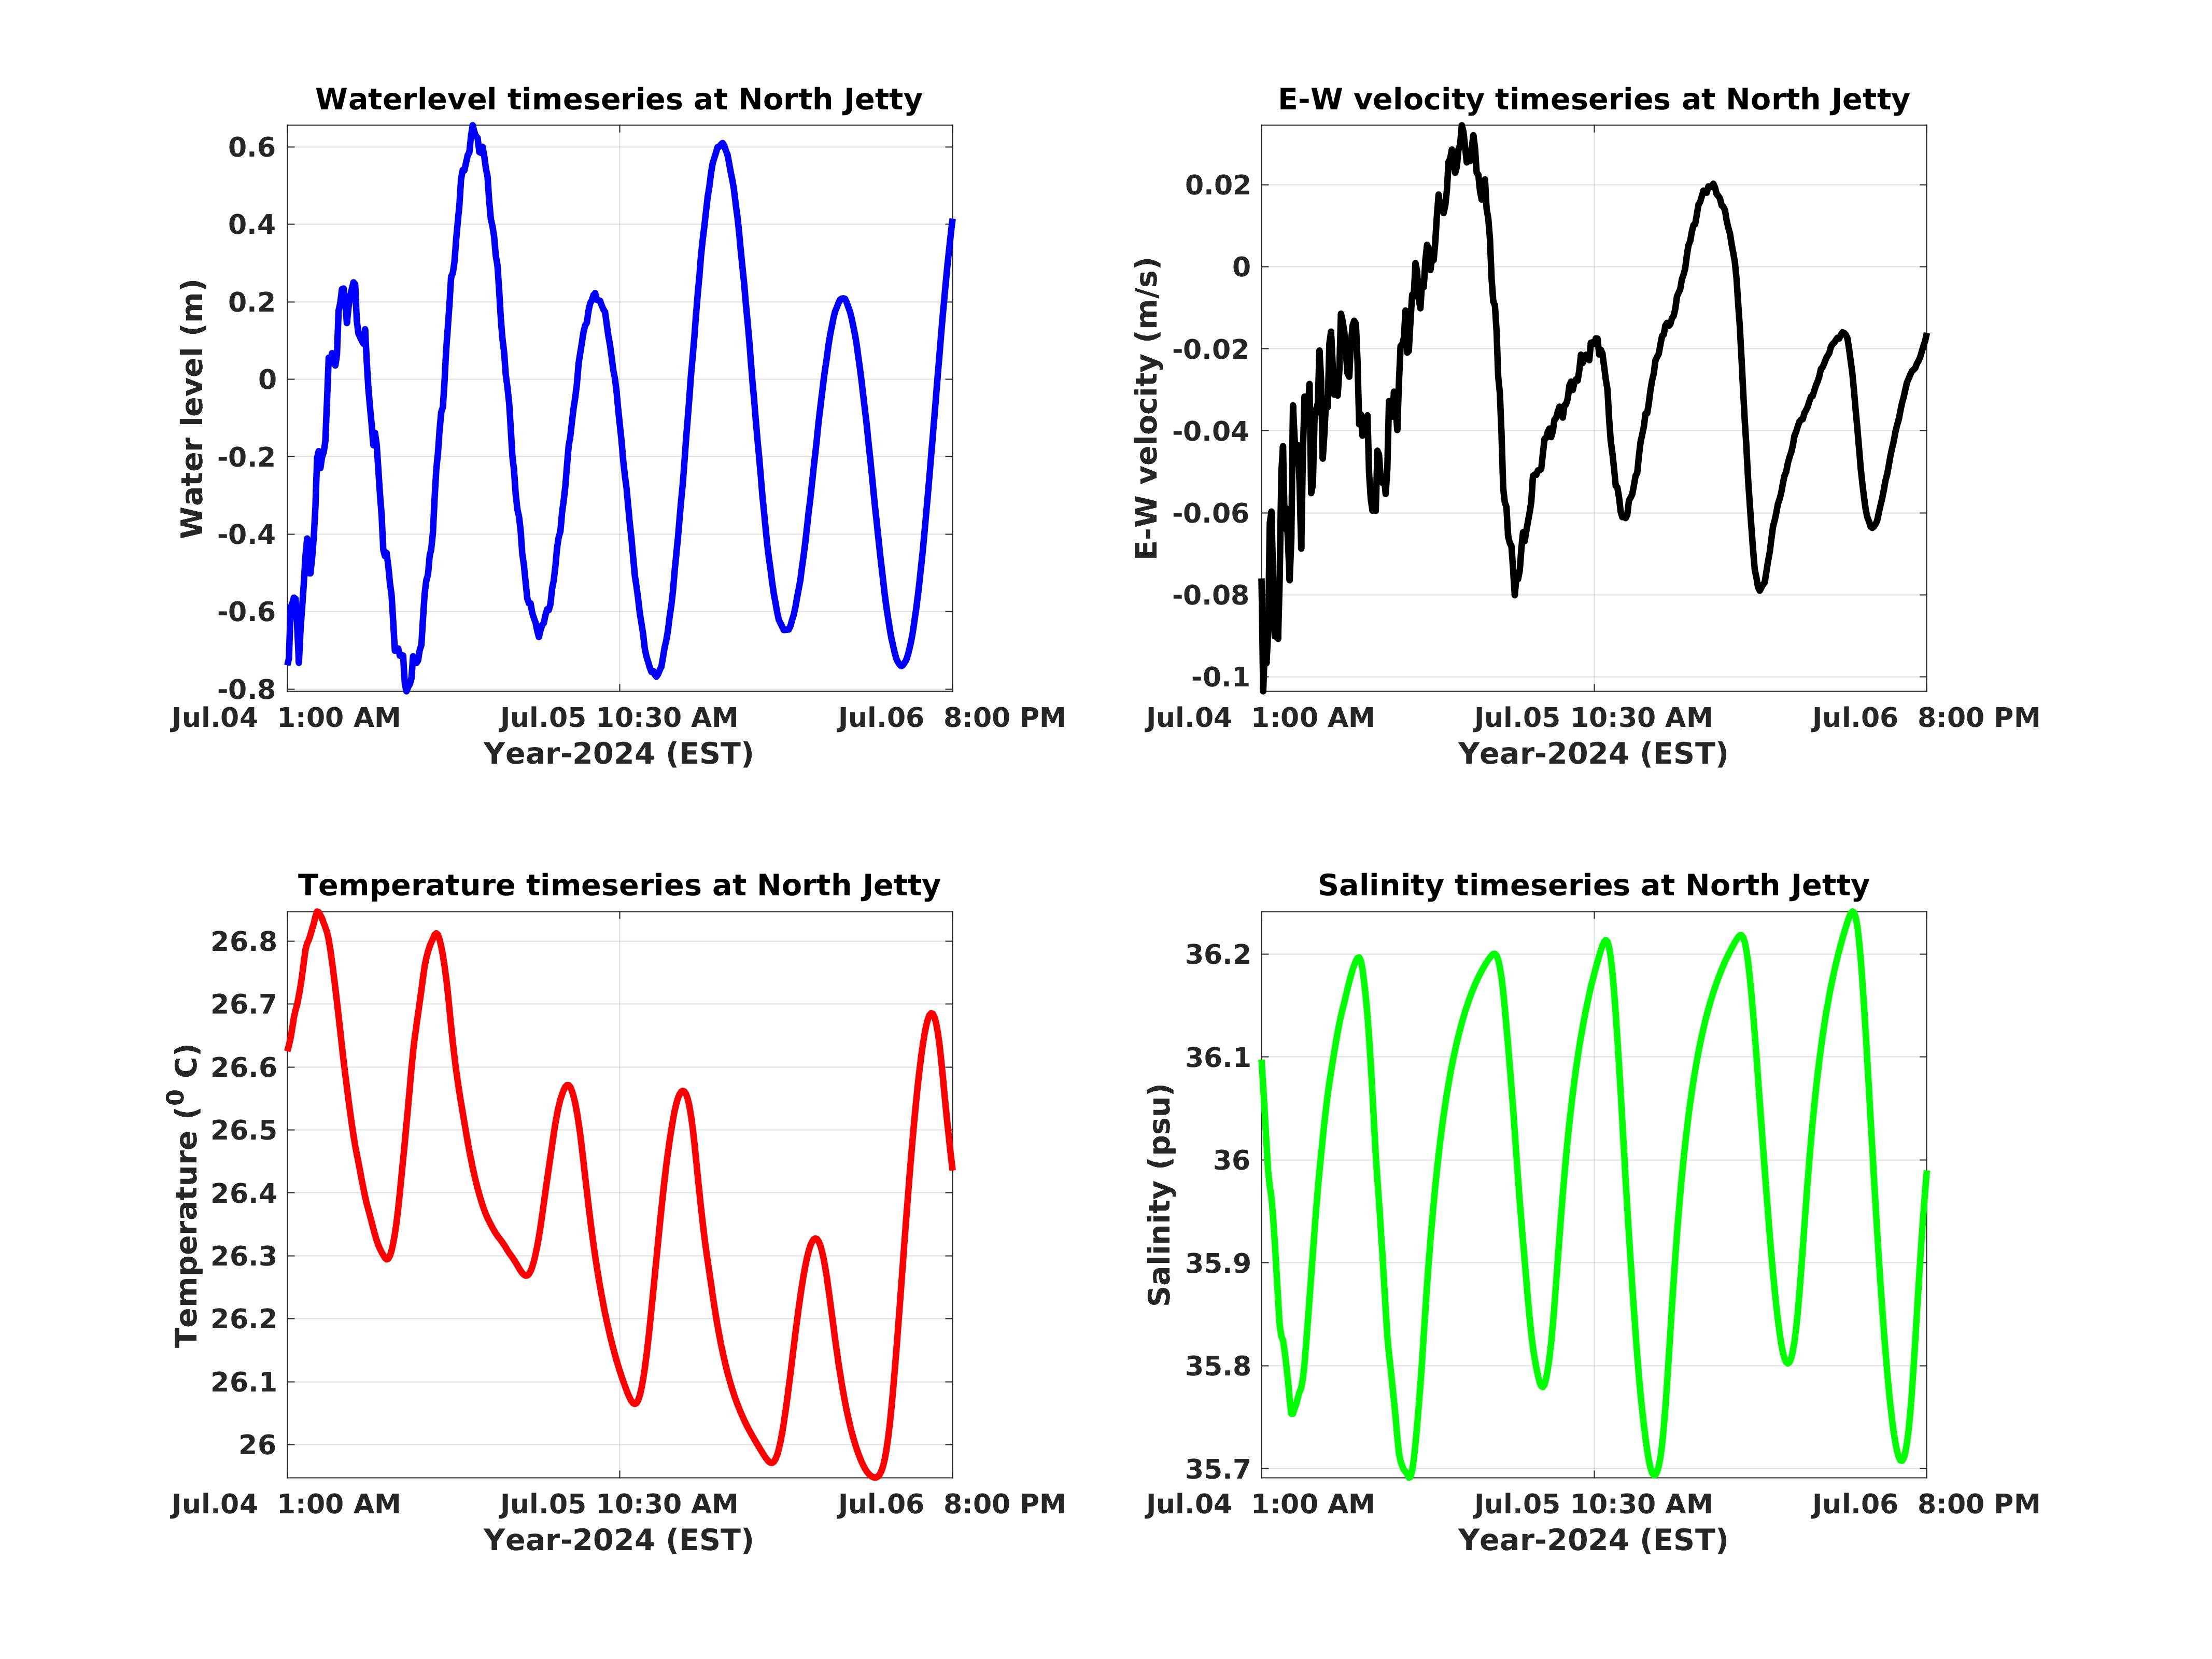 Waterlevel timeseries at North Jetty
Water level (m)
0.6
0.4
0.2
0
-0.2
-0.4
-0.6
-0.8
Jul.04 1:00 AM Jul.05 10:30 AM Jul.06 8:00 PM
Year-2024 (EST)
E-W velocity timeseries at North Jetty
E-W velocity (m/s)
0.02
0
-0.02
-0.04
-0.06
-0.08
-0.1
Jul.04 1:00 AM Jul.05 10:30 AM Jul.06 8:00 PM
Year-2024 (EST)
Temperature timeseries at North Jetty
Temperature (⁰ C)
26.8
26.7
26.6
26.5
26.4
26.3
26.2
26.1
26
Jul.04 1:00 AM Jul.05 10:30 AM Jul.06 8:00 PM
Year-2024 (EST)
Salinity timeseries at North Jetty
Salinity (psu)
36.2
36.1
36
35.9
35.8
35.7
Jul.04 1:00 AM Jul.05 10:30 AM Jul.06 8:00 PM
Year-2024 (EST)